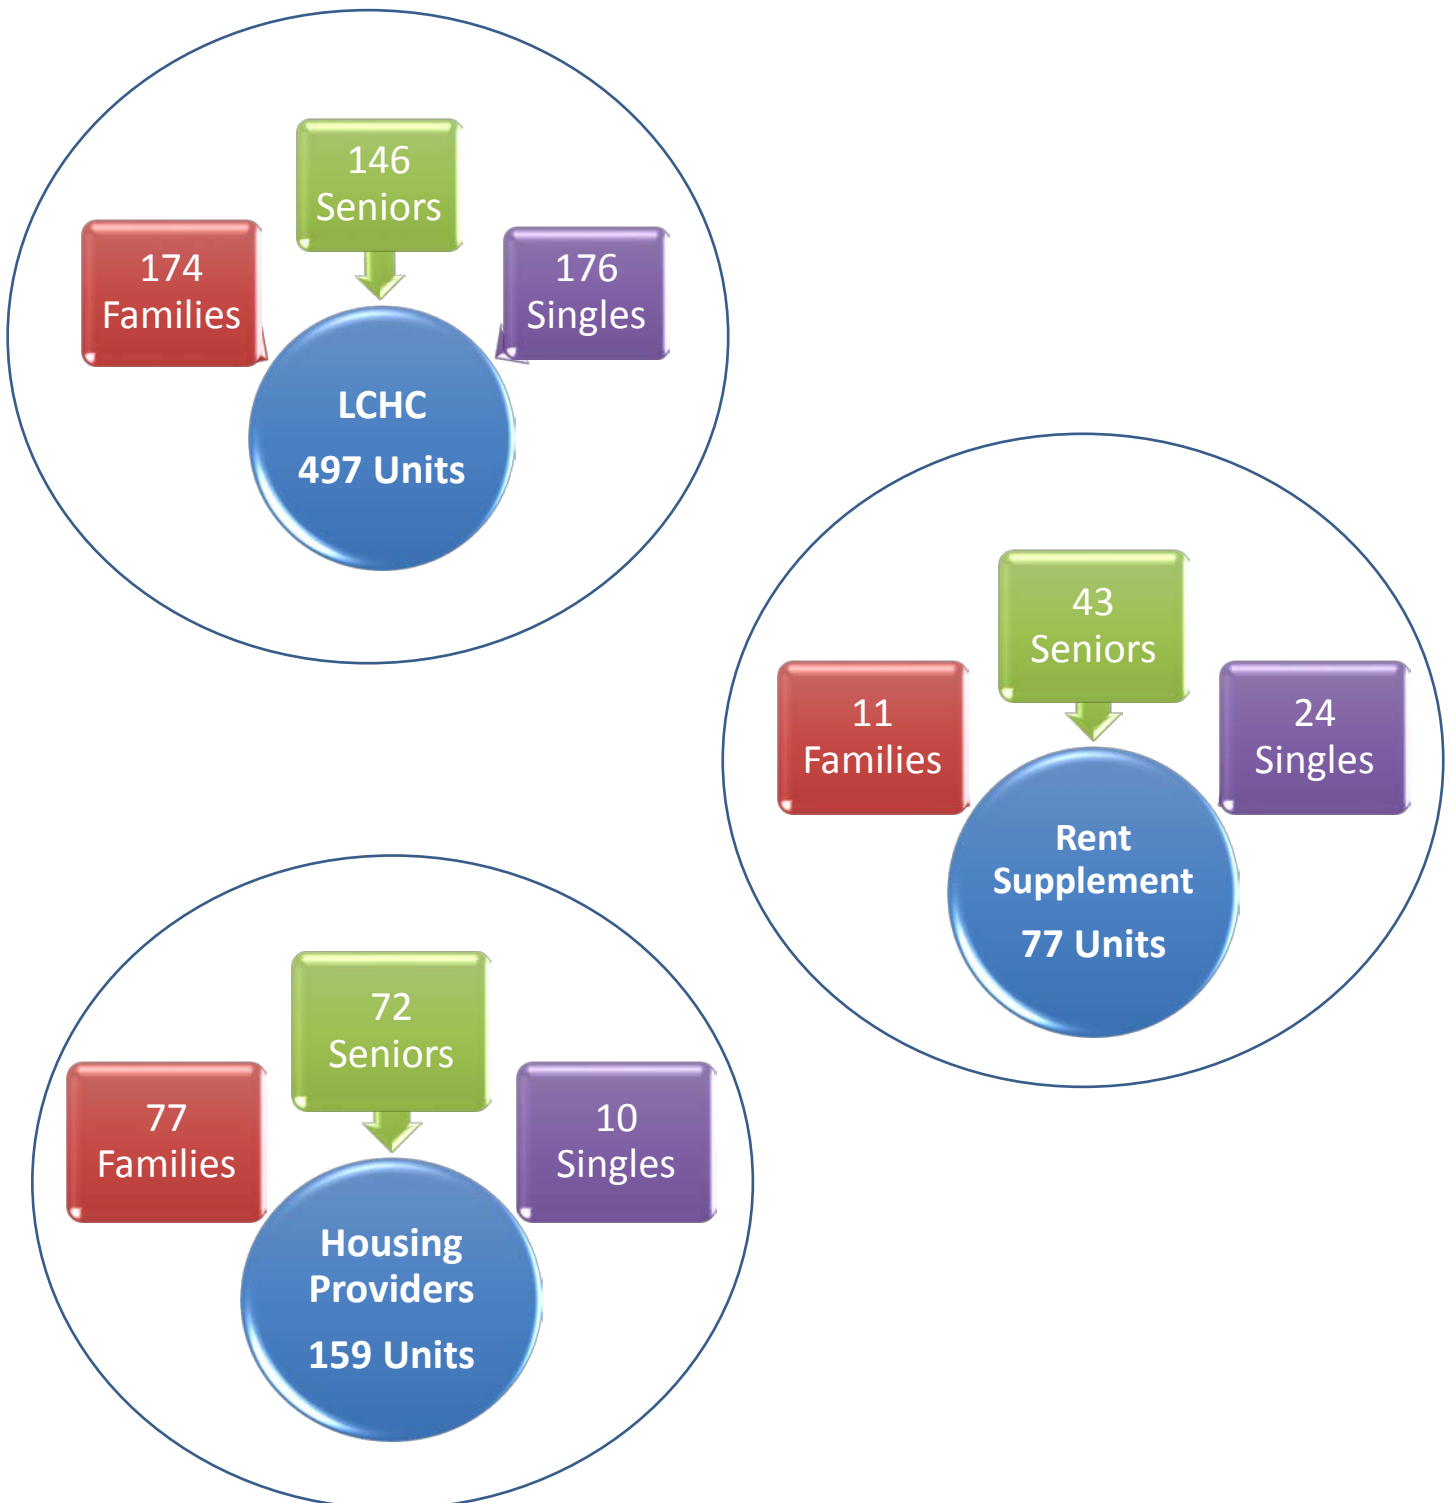 146
Seniors
174
Families
176
Singles
LCHC
497 Units
43
Seniors
11
Families
24
Singles
Rent
Supplement
77 Units
72
Seniors
77
Families
10
Singles
Housing
Providers
159 Units